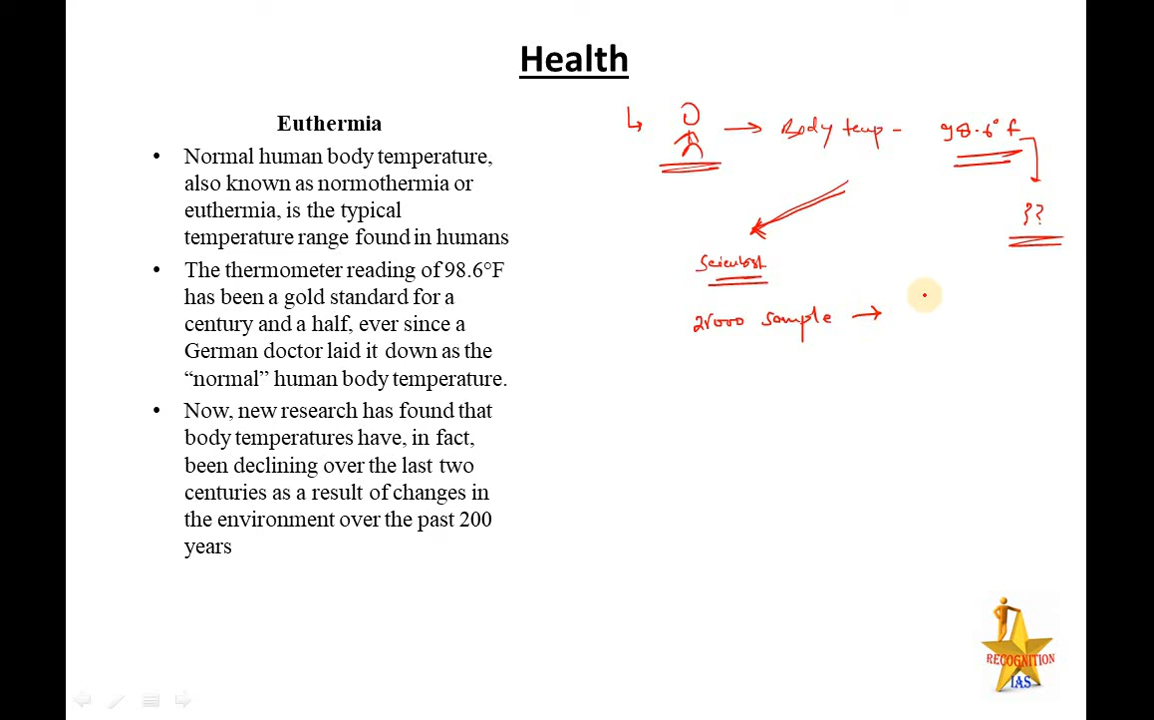 Health
Euthermia
• Normal human body temperature,
also known as normothermia or
euthermia, is the typical
temperature range found in humans
• The thermometer reading of 98.6°F
has been a gold standard for a
century and a half, ever since a
German doctor laid it down as the
“normal” human body temperature.
• Now, new research has found that
body temperatures have, in fact,
been declining over the last two
centuries as a result of changes in
the environment over the past 200
years
→ Body temp - 98.6° f
??
Scientist
sample →
RECOGNITION
IAS